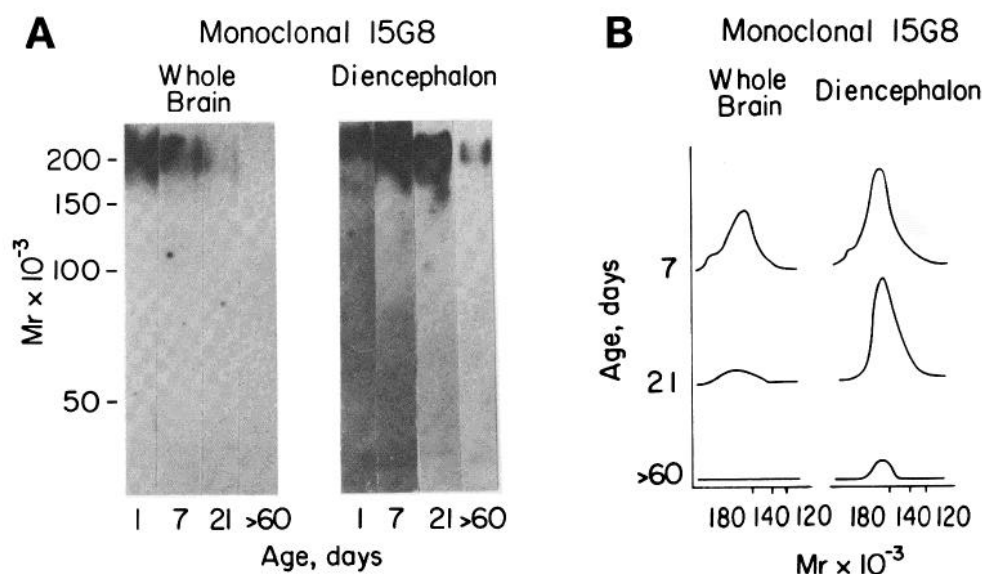 A
Monoclonal 15G8
Whole
Brain
Diencephalon
200
150
100
50
Mr x 10⁻³
1 7 21 >60 1 7 21 >60
Age, days
B
Monoclonal 15G8
Whole
Brain
Diencephalon
Age, days
7
21
>60
180 140 120 180 140 120
Mr x 10⁻³